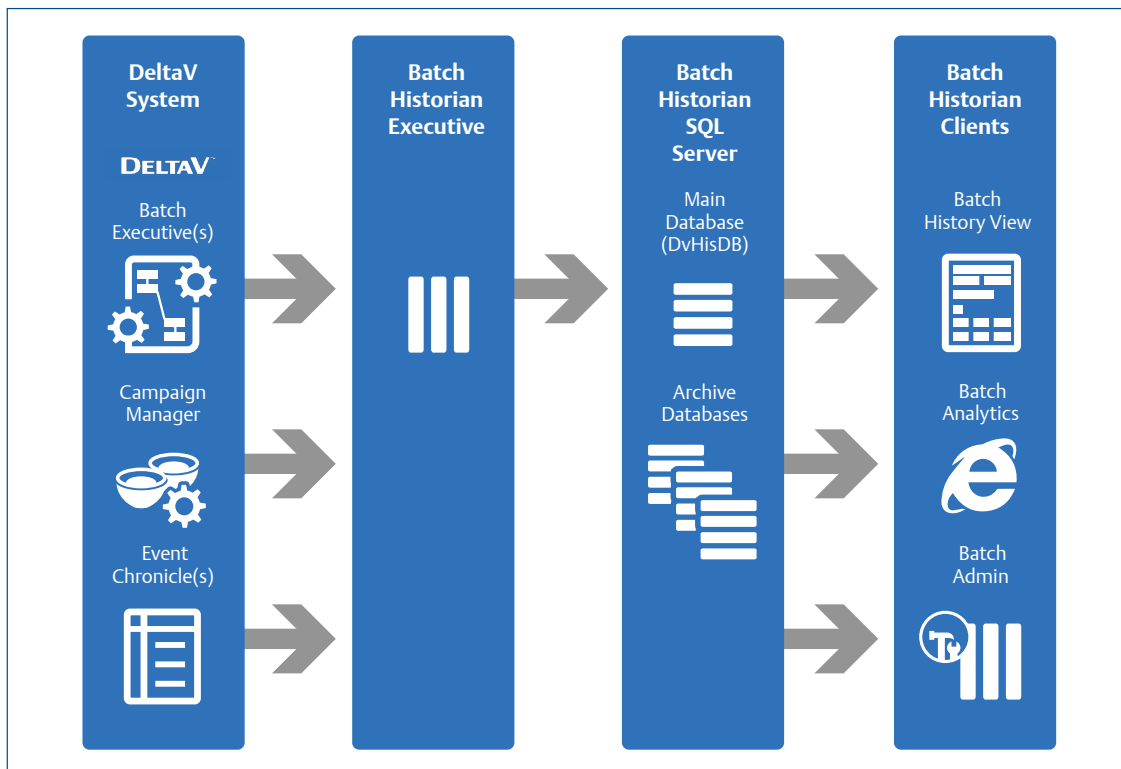 DeltaV
System
DELTAV™
Batch
Executive(s)
Campaign
Manager
Event
Chronicle(s)
Batch
Historian
Executive
Batch
Historian
SQL
Server
Main
Database
(DvHisDB)
Archive
Databases
Batch
Historian
Clients
Batch
History View
Batch
Analytics
Batch
Admin